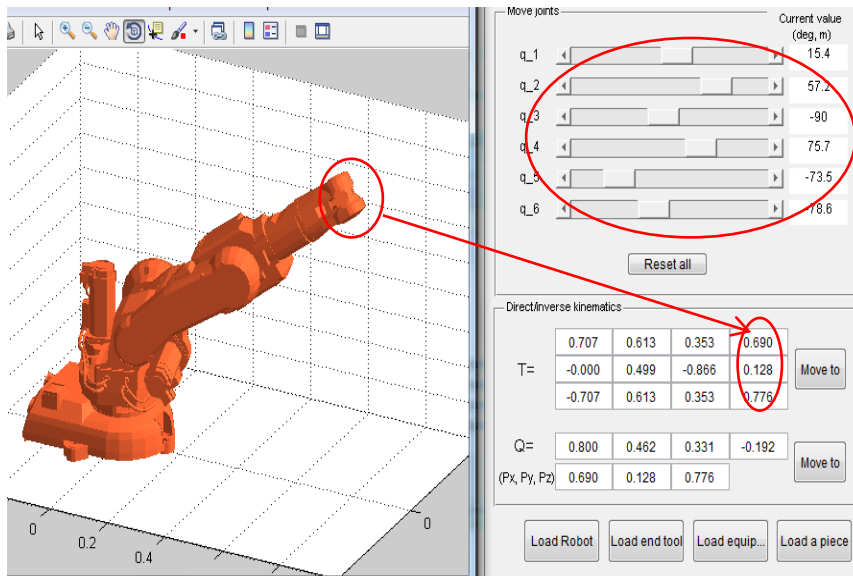 Move joints
Current value
(deg, m)
q_1 15.4
q_2 57.2
q_3 -90
q_4 75.7
q_5 -73.5
q_6 -78.6
Reset all
Direct/inverse kinematics
0.707 0.613 0.353 0.690
T= -0.000 0.499 -0.866 0.128 Move to
-0.707 0.613 0.353 0.776
Q= 0.800 0.462 0.331 -0.192
Move to
(Px, Py, Pz) 0.690 0.128 0.776
0 0.2 0.4 0
Load Robot Load end tool Load equip... Load a piece